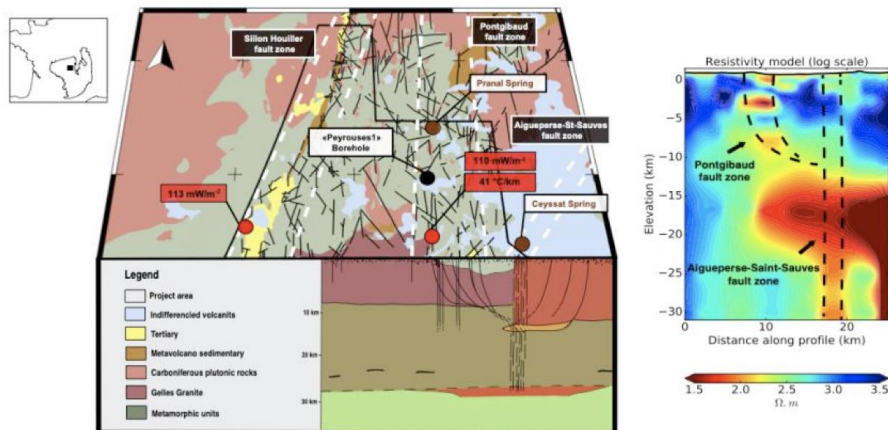 Sillon Houiller
fault zone
Pontgibaud
fault zone
Pranal Spring
«Peyrouses1»
Borehole
Aigueperse-St-Sauves
fault zone
110 mW/m⁻²
41 °C/km
113 mW/m⁻²
Ceyssat Spring
Legend
Project area
Indifferencied volcanits
Tertiary
Metavolcano sedimentary
Carboniferous plutonic rocks
Gelles Granite
Metamorphic units
10 km
20 km
30 km
Resistivity model (log scale)
0
−5
−10
−15
−20
−25
−30
Elevation (km)
Pontgibaud
fault zone
Aigueperse-Saint-Sauves
fault zone
0
10
20
Distance along profile (km)
1.5
2.0
2.5
3.0
3.5
Ω. m